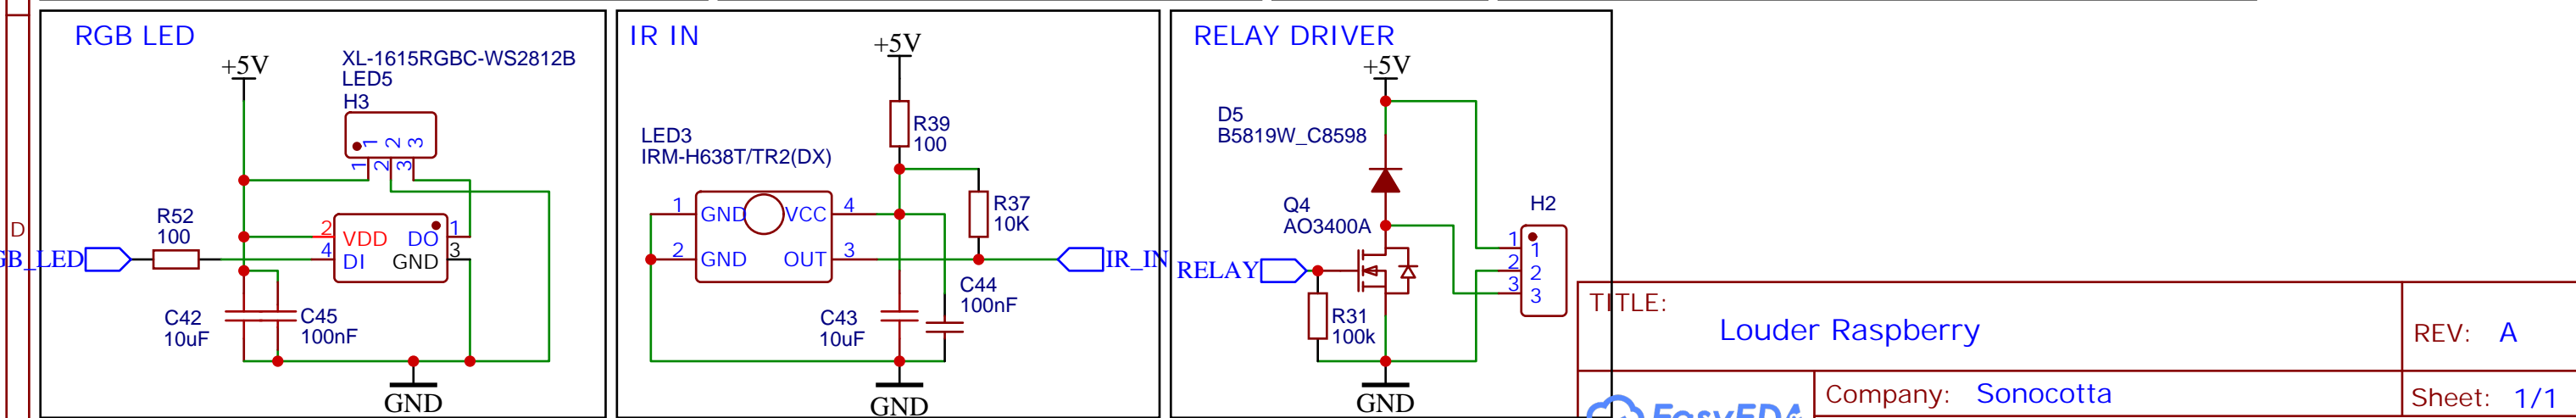 RGB LED
+5V
XL-1615RGBC-WS2812B
LED5
H3
1 2 3
1 2 3
R52
100
GB_LED
2 VDD
4 DI
DO 1
GND 3
C42
10uF
C45
100nF
GND
D
IR IN
+5V
R39
100
LED3
IRM-H638T/TR2(DX)
1 GND VCC 4
2 GND OUT 3
R37
10K
IR_IN
C44
100nF
C43
10uF
GND
RELAY DRIVER
+5V
D5
B5819W_C8598
Q4
AO3400A
H2
1 1
2 2
3 3
RELAY
R31
100k
GND
TITLE:
Louder Raspberry
REV: A
Company: Sonocotta
Sheet: 1/1
EasyEDA